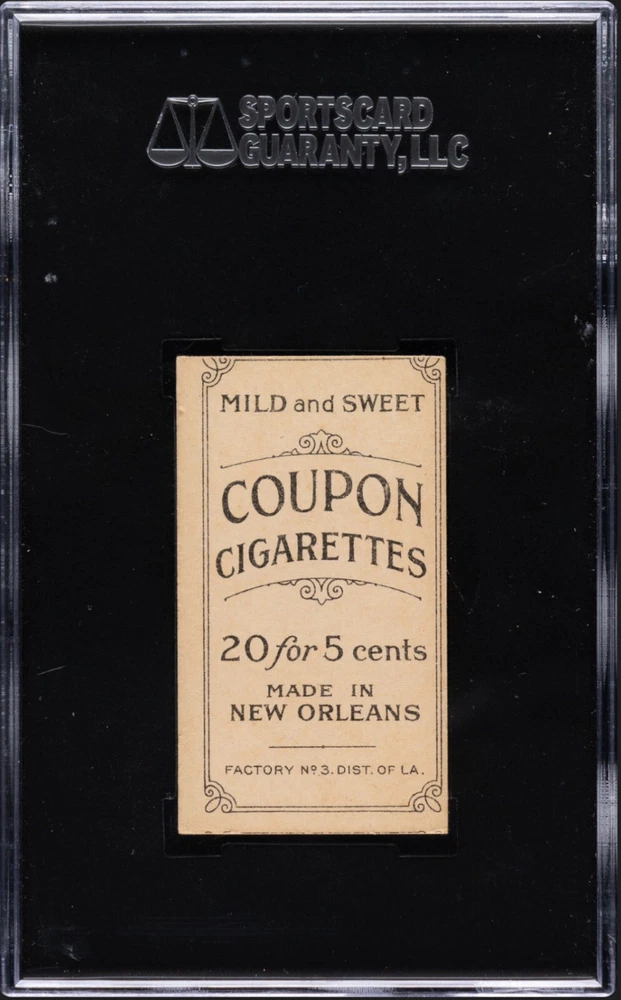 SPORTSCARD
GUARANTY, LLC
MILD and SWEET
COUPON
CIGARETTES
20 for 5 cents
MADE IN
NEW ORLEANS
FACTORY Nº 3. DIST. OF LA.